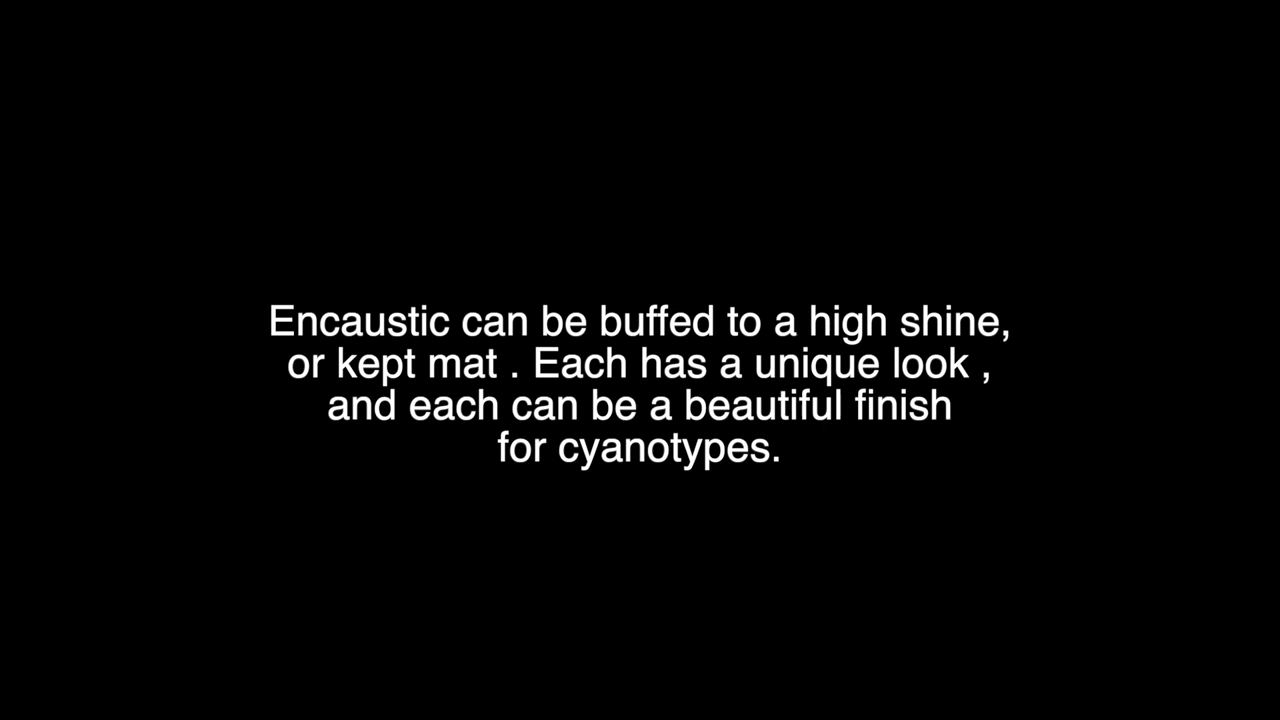 Encaustic can be buffed to a high shine,
or kept mat . Each has a unique look ,
and each can be a beautiful finish
for cyanotypes.